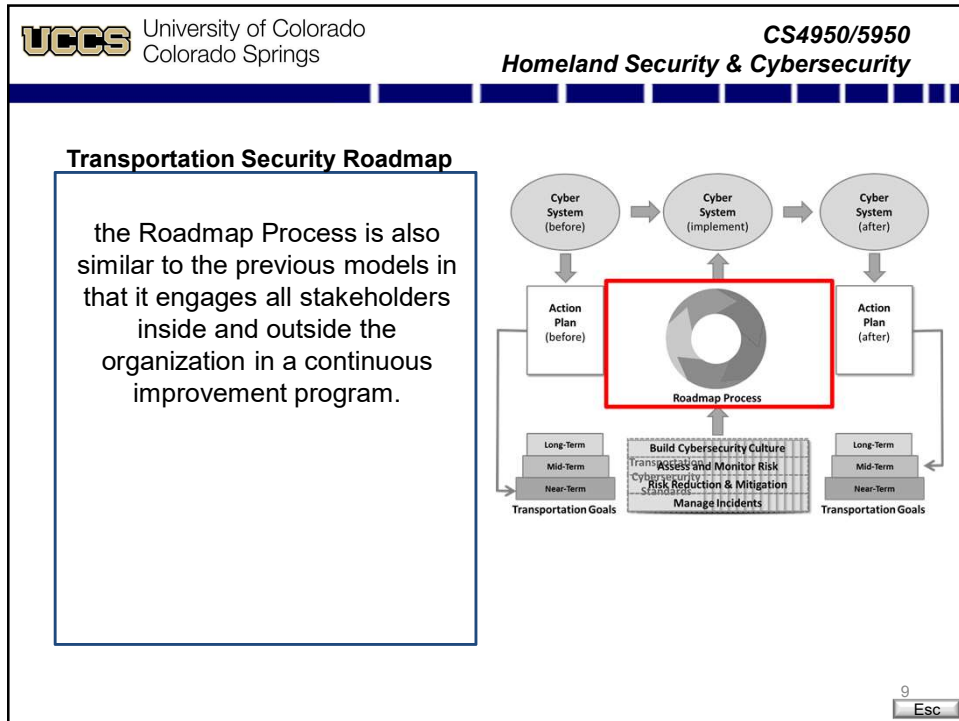 UCCS University of Colorado
Colorado Springs
CS4950/5950
Homeland Security & Cybersecurity
Transportation Security Roadmap
the Roadmap Process is also
similar to the previous models in
that it engages all stakeholders
inside and outside the
organization in a continuous
improvement program.
Cyber
System
(before)
Cyber
System
(implement)
Cyber
System
(after)
Action
Plan
(before)
Roadmap Process
Action
Plan
(after)
Long-Term
Mid-Term
Near-Term
Transportation Goals
Build Cybersecurity Culture
Transportation
Assess and Monitor Risk
Cybersecurity
Risk Reduction & Mitigation
Standards
Manage Incidents
Long-Term
Mid-Term
Near-Term
Transportation Goals
9
Esc